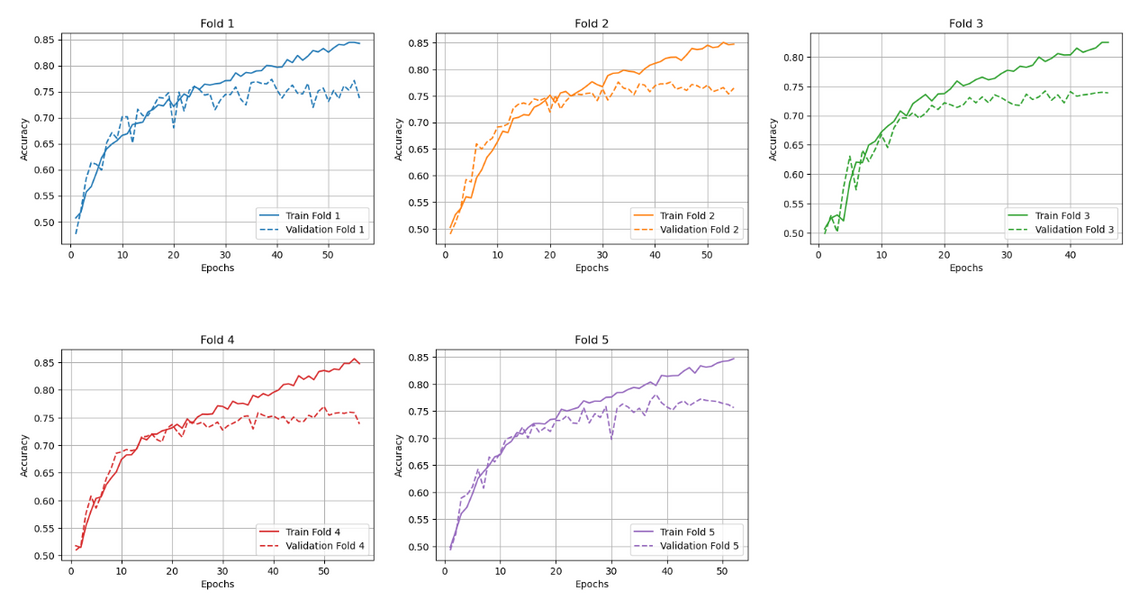 Fold 1
0.85
0.80
0.75
0.70
0.65
0.60
0.55
0.50
Accuracy
Train Fold 1
Validation Fold 1
0 10 20 30 40 50
Epochs
Fold 2
0.85
0.80
0.75
0.70
0.65
0.60
0.55
0.50
Accuracy
Train Fold 2
Validation Fold 2
0 10 20 30 40 50
Epochs
Fold 3
0.80
0.75
0.70
0.65
0.60
0.55
0.50
Accuracy
Train Fold 3
Validation Fold 3
0 10 20 30 40
Epochs
Fold 4
0.85
0.80
0.75
0.70
0.65
0.60
0.55
0.50
Accuracy
Train Fold 4
Validation Fold 4
0 10 20 30 40 50
Epochs
Fold 5
0.85
0.80
0.75
0.70
0.65
0.60
0.55
0.50
Accuracy
Train Fold 5
Validation Fold 5
0 10 20 30 40 50
Epochs